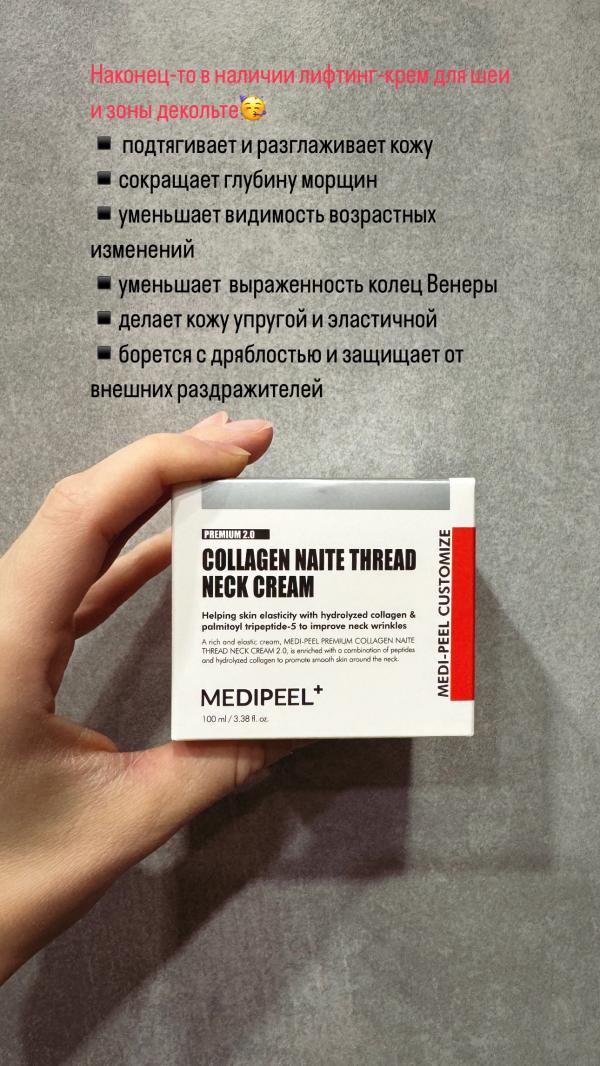 Наконец-то в наличии лифтинг-крем для шеи
и зоны декольте🥳
▪️ подтягивает и разглаживает кожу
▪️ сокращает глубину морщин
▪️ уменьшает видимость возрастных
изменений
▪️ уменьшает выраженность колец Венеры
▪️ делает кожу упругой и эластичной
▪️ борется с дряблостью и защищает от
внешних раздражителей
PREMIUM 2.0
COLLAGEN NAITE THREAD
NECK CREAM
Helping skin elasticity with hydrolyzed collagen &
palmitoyl tripeptide-5 to improve neck wrinkles
A rich and elastic cream, MEDI-PEEL PREMIUM COLLAGEN NAITE
THREAD NECK CREAM 2.0, is enriched with a combination of peptides
and hydrolyzed collagen to promote smooth skin around the neck.
MEDIPEEL+
100 ml / 3.38 fl. oz.
MEDI-PEEL CUSTOMIZE